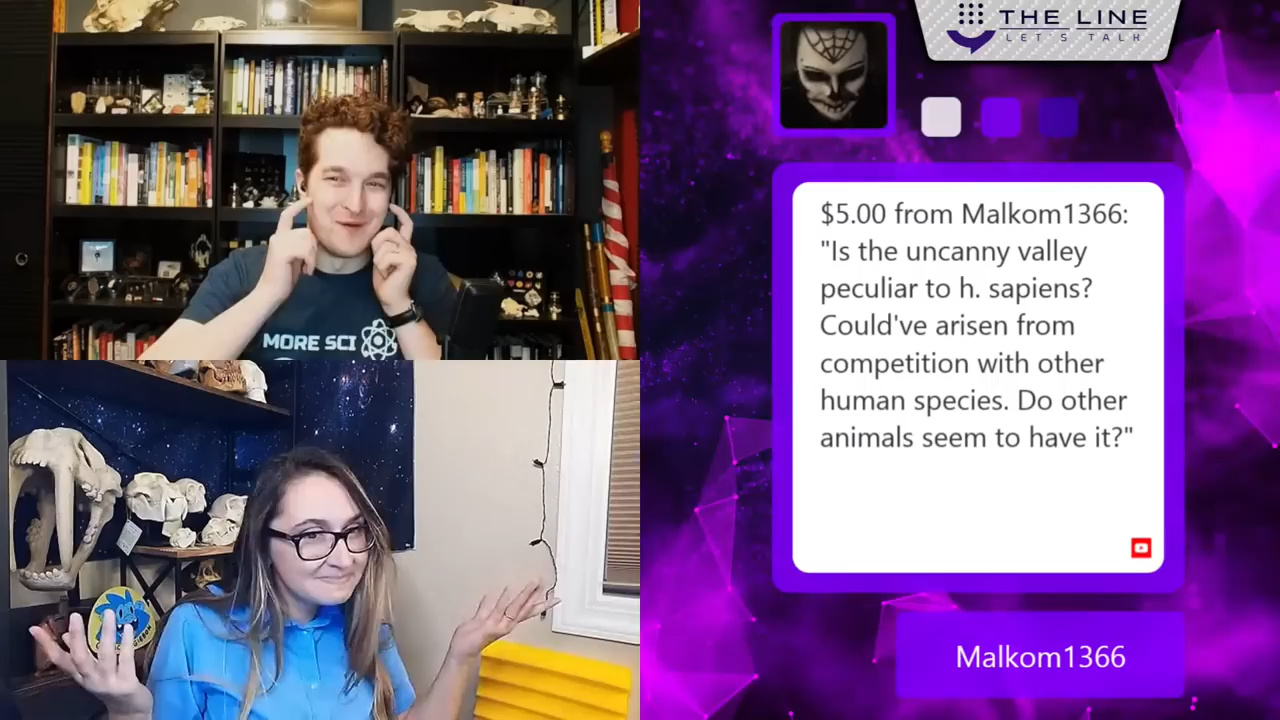 THE LINE
LET'S TALK
$5.00 from Malkom1366:
"Is the uncanny valley
peculiar to h. sapiens?
Could've arisen from
competition with other
human species. Do other
animals seem to have it?"
MORE SCI
Malkom1366